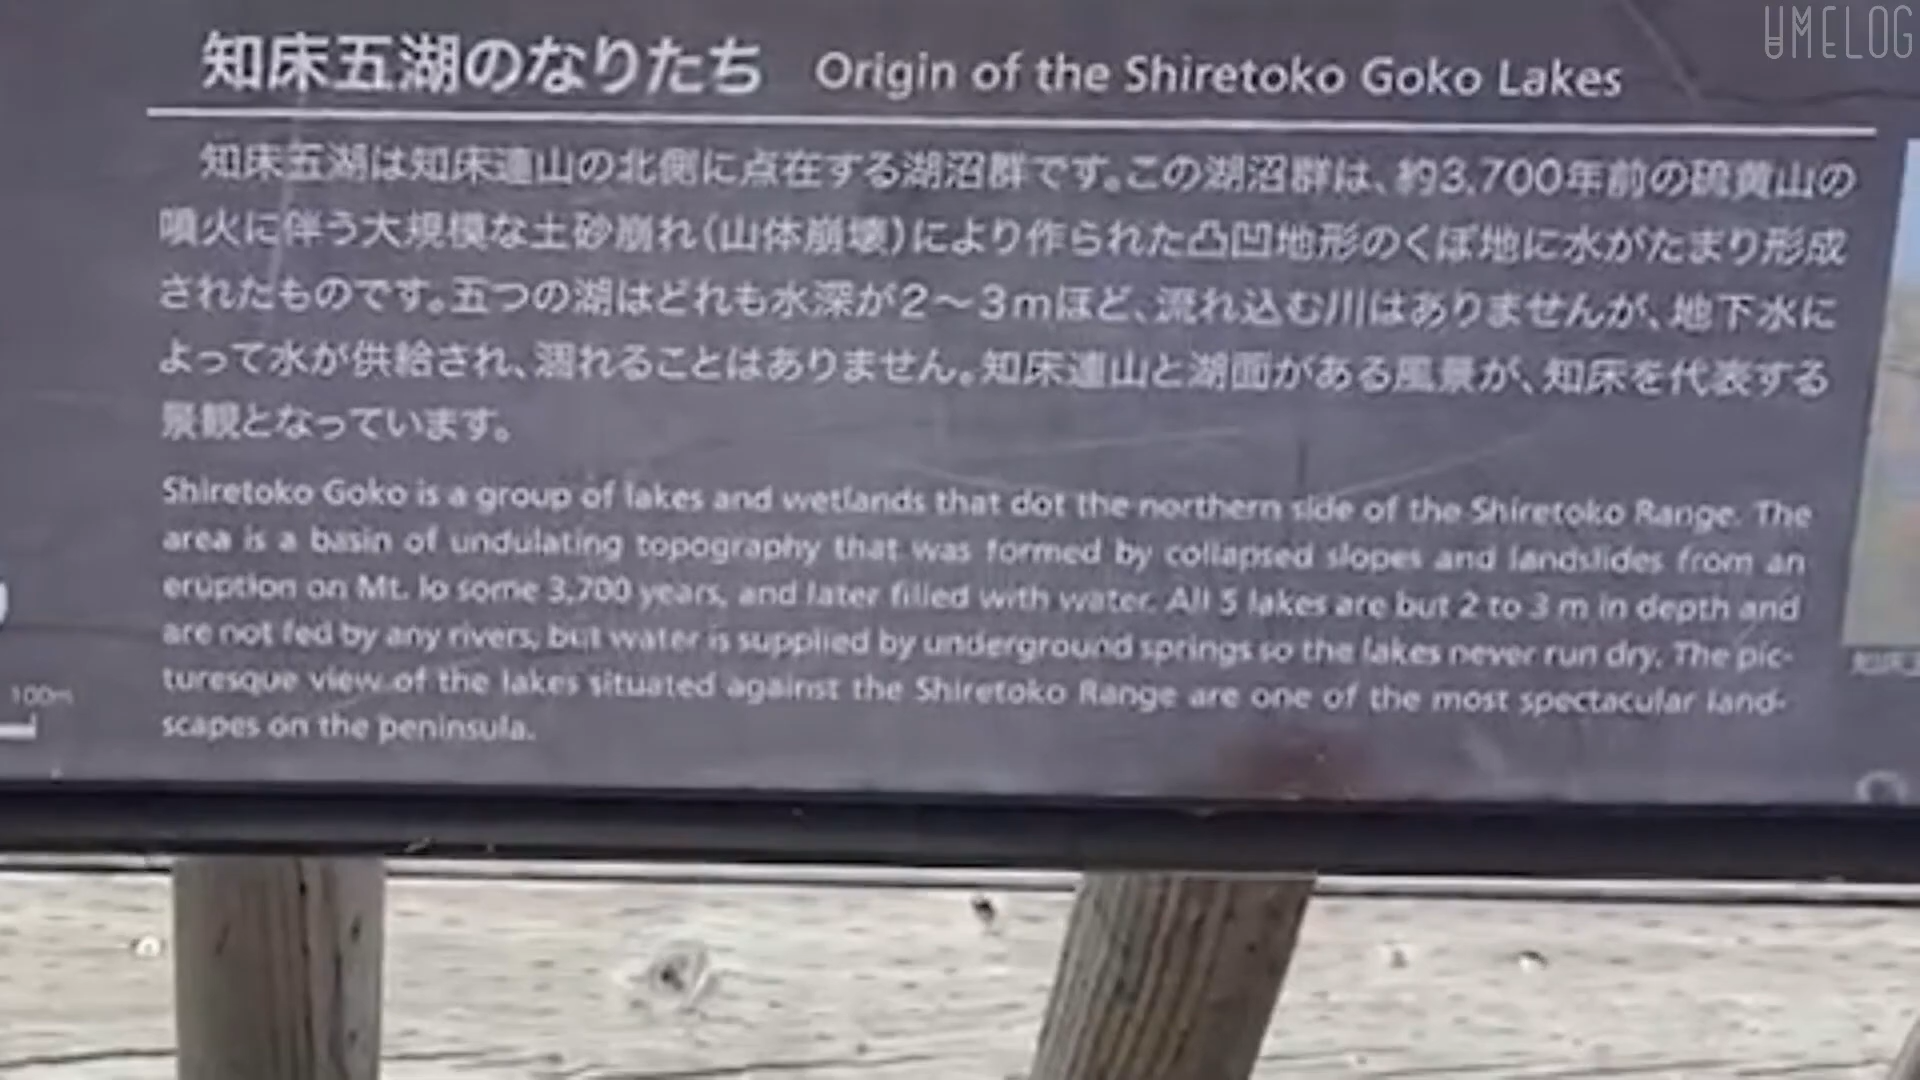 UMELOG
知床五湖のなりたち Origin of the Shiretoko Goko Lakes
知床五湖は知床連山の北側に点在する湖沼群です。この湖沼群は、約3,700年前の硫黄山の
噴火に伴う大規模な土砂崩れ(山体崩壊)により作られた凸凹地形のくぼ地に水がたまり形成
されたものです。五つの湖はどれも水深が2〜3mほど、流れ込む川はありませんが、地下水に
よって水が供給され、涸れることはありません。知床連山と湖面がある風景が、知床を代表する
景観となっています。
Shiretoko Goko is a group of lakes and wetlands that dot the northern side of the Shiretoko Range. The
area is a basin of undulating topography that was formed by collapsed slopes and landslides from an
eruption on Mt. Io some 3,700 years, and later filled with water. All 5 lakes are but 2 to 3 m in depth and
are not fed by any rivers, but water is supplied by underground springs so the lakes never run dry. The pic-
turesque view of the lakes situated against the Shiretoko Range are one of the most spectacular land-
scapes on the peninsula.
100m